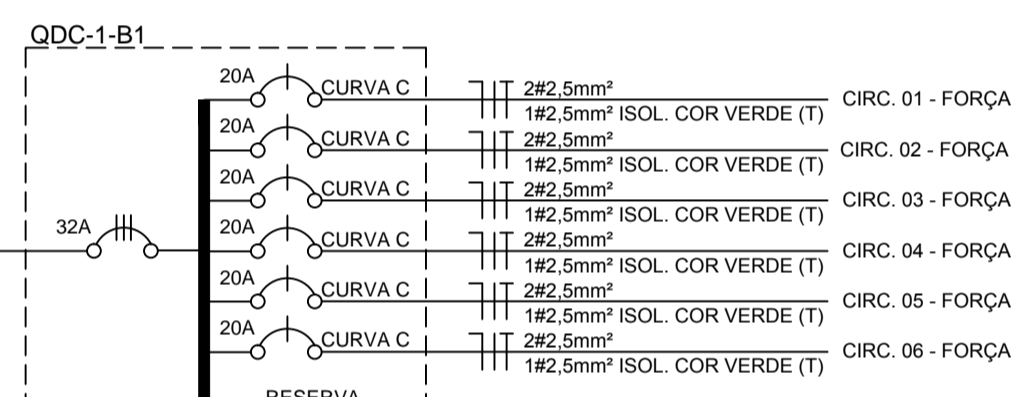 QDC-1-B1
20A CURVA C 2#2,5mm² CIRC. 01 - FORÇA
1#2,5mm² ISOL. COR VERDE (T)
20A CURVA C 2#2,5mm² CIRC. 02 - FORÇA
1#2,5mm² ISOL. COR VERDE (T)
20A CURVA C 2#2,5mm² CIRC. 03 - FORÇA
1#2,5mm² ISOL. COR VERDE (T)
32A
20A CURVA C 2#2,5mm² CIRC. 04 - FORÇA
1#2,5mm² ISOL. COR VERDE (T)
20A CURVA C 2#2,5mm² CIRC. 05 - FORÇA
1#2,5mm² ISOL. COR VERDE (T)
20A CURVA C 2#2,5mm² CIRC. 06 - FORÇA
1#2,5mm² ISOL. COR VERDE (T)
RESERVA